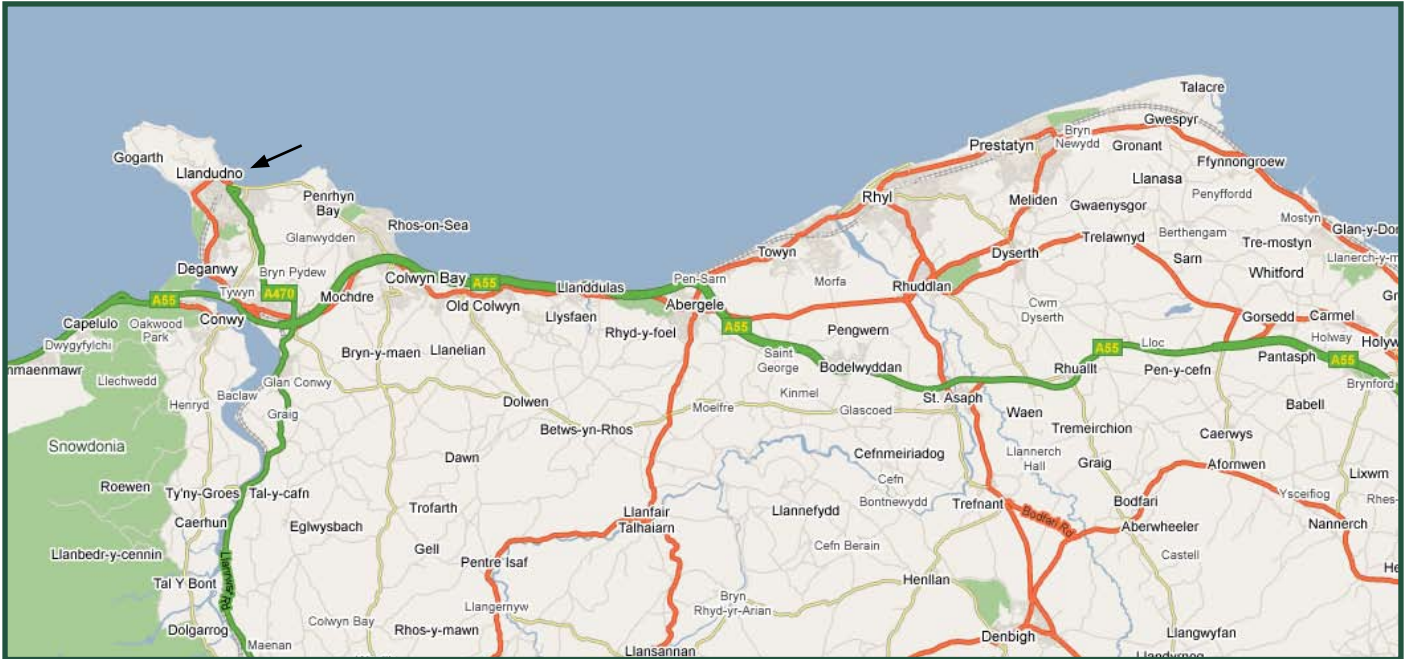 Talacre
Gwespyr
Bryn
Newydd
Prestatyn
Gronant
Gogarth
Ffynnongroew
Llandudno
Llanasa
Penyffordd
Penrhyn
Bay
Rhyl
Meliden
Gwaenysgor
Mostyn
Rhos-on-Sea
Glanwydden
Berthengam
Trelawnyd
Tre-mostyn
Towyn
Dyserth
Sarn
Llanerch-y-m
Deganwy
Bryn Pydew
Colwyn Bay
A55
Pen-Sarn
Morfa
Whitford
Tywyn
A470
Mochdre
Llanddulas
Rhuddlan
A55
Conwy
Old Colwyn
Abergele
Cwm
Dyserth
Gorsedd
Carmel
Capelulo
Oakwood
Park
Llysfaen
Rhyd-y-foel
A55
Pengwern
Holway
Holyw
Dwygyfylchi
Bryn-y-maen
Llanelian
Saint
George
A55
Lloc
Pantasph
A55
nmaenmawr
Bodelwyddan
Rhuallt
Pen-y-cefn
Llechwedd
Glan Conwy
Brynford
Baclaw
Kinmel
St. Asaph
Henryd
Graig
Dolwen
Moelfre
Glascoed
Waen
Babell
Betws-yn-Rhos
Tremeirchion
Caerwys
Snowdonia
Cefnmeiriadog
Llannerch
Hall
Dawn
Graig
Afonwen
Cefn
Lixwm
Roewen
Ty'ny-Groes
Tal-y-cafn
Bontnewydd
Trefnant
Bodfari
Ysceifiog
Rhes-
Trofarth
Llanfair
Talhaiarn
Llannefydd
Bodfari Rd
Caerhun
Eglwysbach
Aberwheeler
Nannerch
Llanbedr-y-cennin
Gell
Cefn Berain
Castell
Pentre Isaf
Llanrwst Rd
Tal Y Bont
Henllan
Bryn
Rhyd-yr-Arian
Llangernyw
Colwyn Bay
Dolgarrog
Rhos-y-mawn
Denbigh
Llangwyfan
Maenan
Llansannan
Llandyrnog